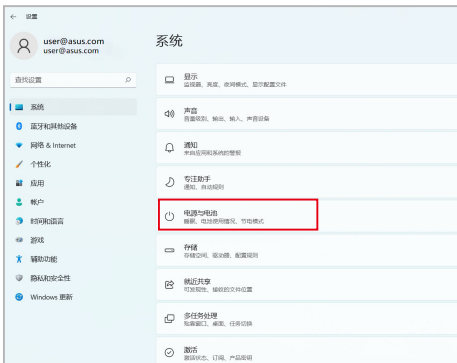 设置
user@asus.com
user@asus.com
查找设置
系统
蓝牙和其他设备
网络 & Internet
个性化
应用
帐户
时间和语言
游戏
辅助功能
隐私和安全性
Windows 更新
系统
显示
监视器、亮度、夜间模式、显示配置文件
声音
音量级别、输出、输入、声音设备
通知
来自应用和系统的警报
专注助手
通知、自动规则
电源与电池
睡眠、电池使用情况、节电模式
存储
存储空间、驱动器、配置规则
就近共享
可发现性、接收的文件位置
多任务处理
贴靠窗口、桌面、任务切换
激活
激活状态、订阅、产品密钥